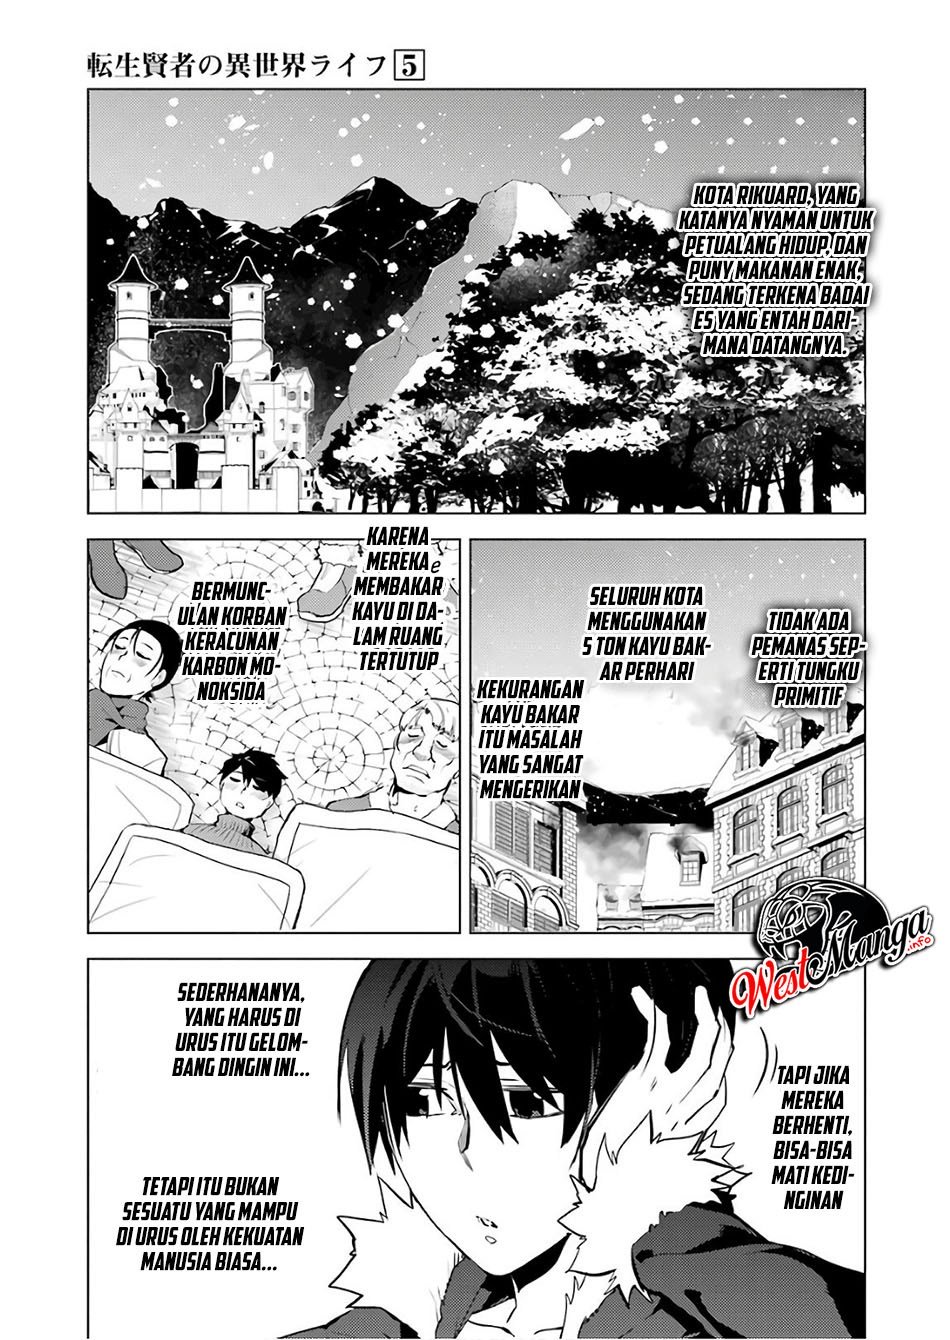 転生賢者の異世界ライフ 5
KOTA RIKUARD, YANG
KATANYA NYAMAN UNTUK
PETUALANG HIDUP, DAN
PUNY MAKANAN ENAK,
SEDANG TERKENA BADAI
ES YANG ENTAH DARI-
MANA DATANGNYA.
TIDAK ADA
PEMANAS SEP-
ERTI TUNGKU
PRIMITIF
SELURUH KOTA
MENGGUNAKAN
5 TON KAYU BAK-
AR PERHARI
KEKURANGAN
KAYU BAKAR
ITU MASALAH
YANG SANGAT
MENGERIKAN
KARENA
MEREKA
MEMBAKAR
KAYU DI DA-
LAM RUANG
TERTUTUP
BERMUNC-
ULAN KORBAN
KERACUNAN
KARBON MO-
NOKSIDA
WestManga
.info
TAPI JIKA
MEREKA
BERHENTI,
BISA-BISA
MATI KEDI-
NGINAN
SEDERHANANYA,
YANG HARUS DI
URUS ITU GELOM-
BANG DINGIN INI...
TETAPI ITU BUKAN
SESUATU YANG MAMPU
DI URUS OLEH KEKUATAN
MANUSIA BIASA...